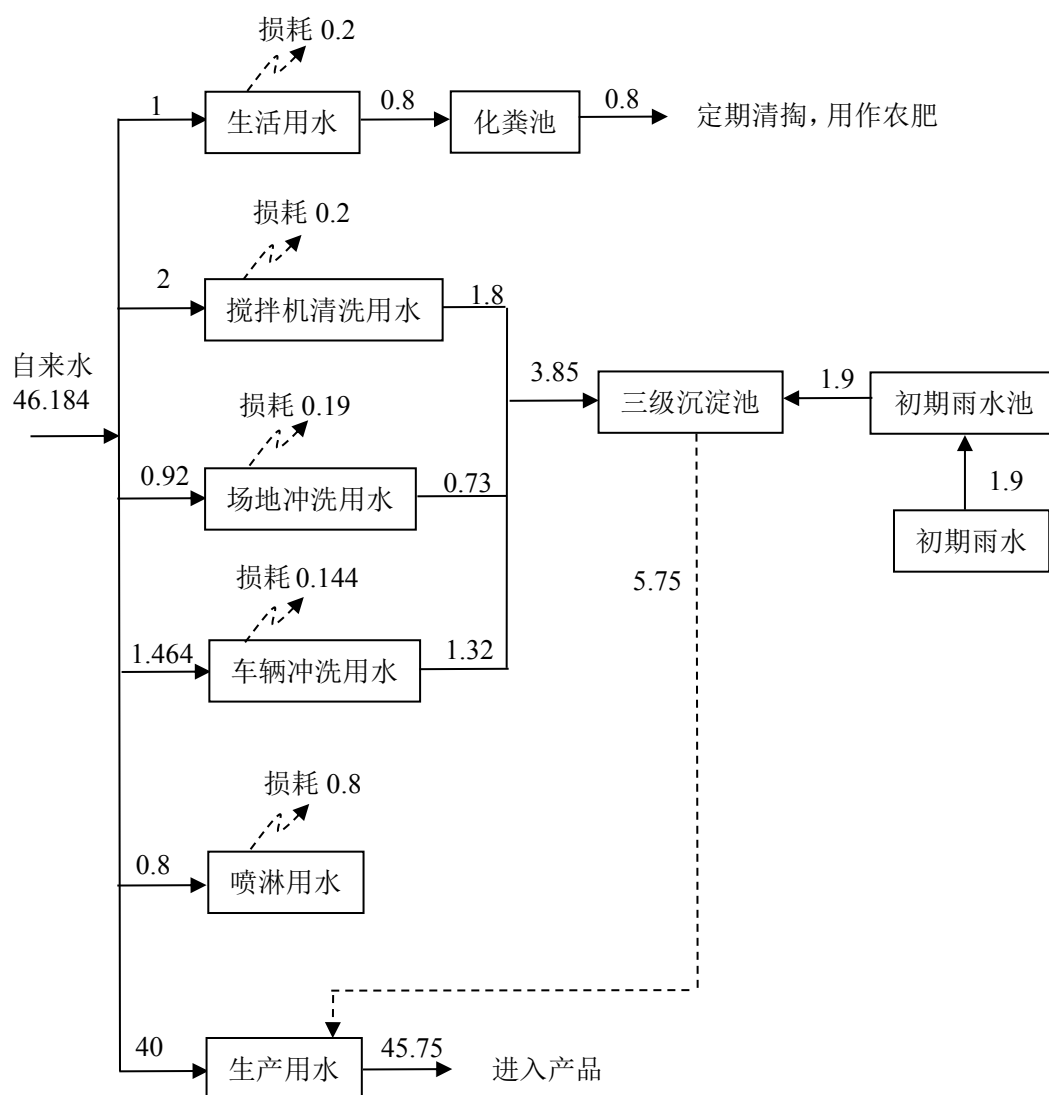 损耗 0.2
1
生活用水
0.8
化粪池
0.8
定期清掏，用作农肥
损耗 0.2
2
搅拌机清洗用水
1.8
自来水
46.184
3.85
三级沉淀池
1.9
初期雨水池
损耗 0.19
0.92
场地冲洗用水
0.73
1.9
初期雨水
5.75
损耗 0.144
1.464
车辆冲洗用水
1.32
损耗 0.8
0.8
喷淋用水
40
生产用水
45.75
进入产品